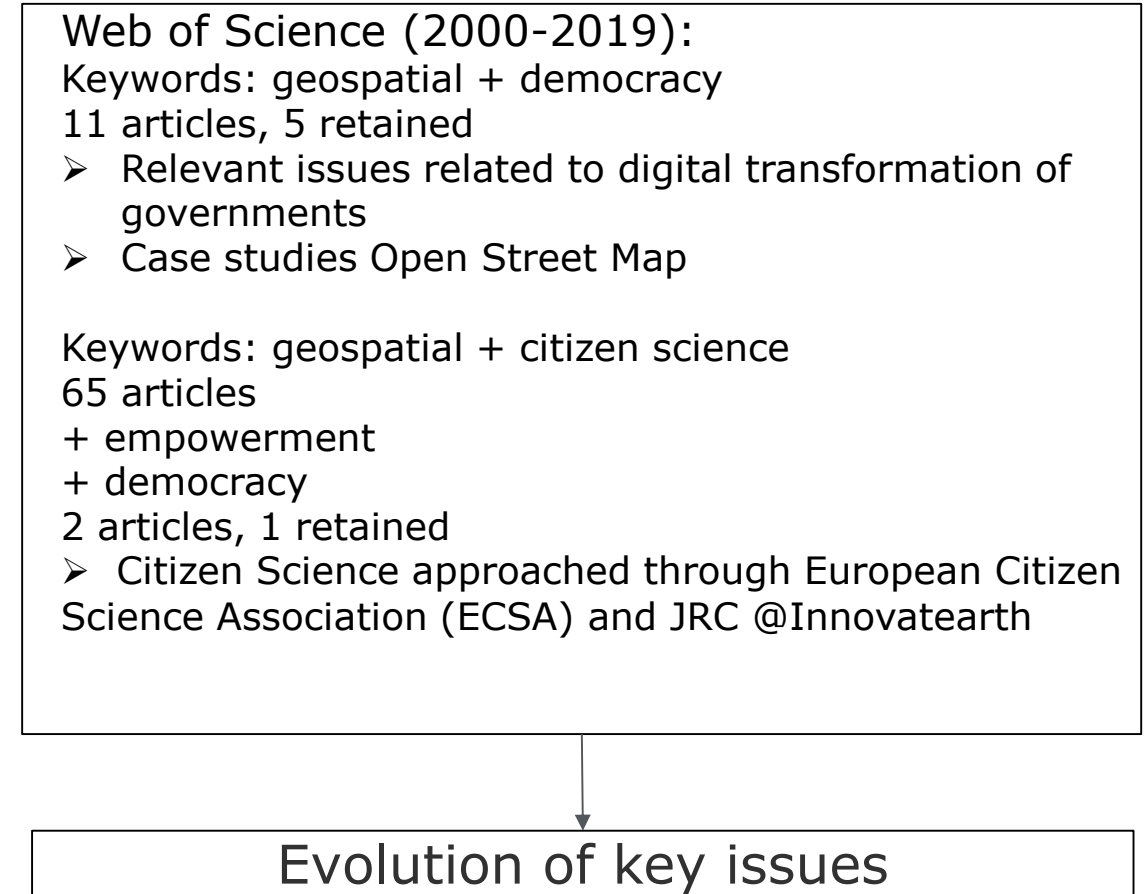 Web of Science (2000-2019):
Keywords: geospatial + democracy
11 articles, 5 retained
➢ Relevant issues related to digital transformation of
governments
➢ Case studies Open Street Map
Keywords: geospatial + citizen science
65 articles
+ empowerment
+ democracy
2 articles, 1 retained
➢ Citizen Science approached through European Citizen
Science Association (ECSA) and JRC @Innovatearth
Evolution of key issues